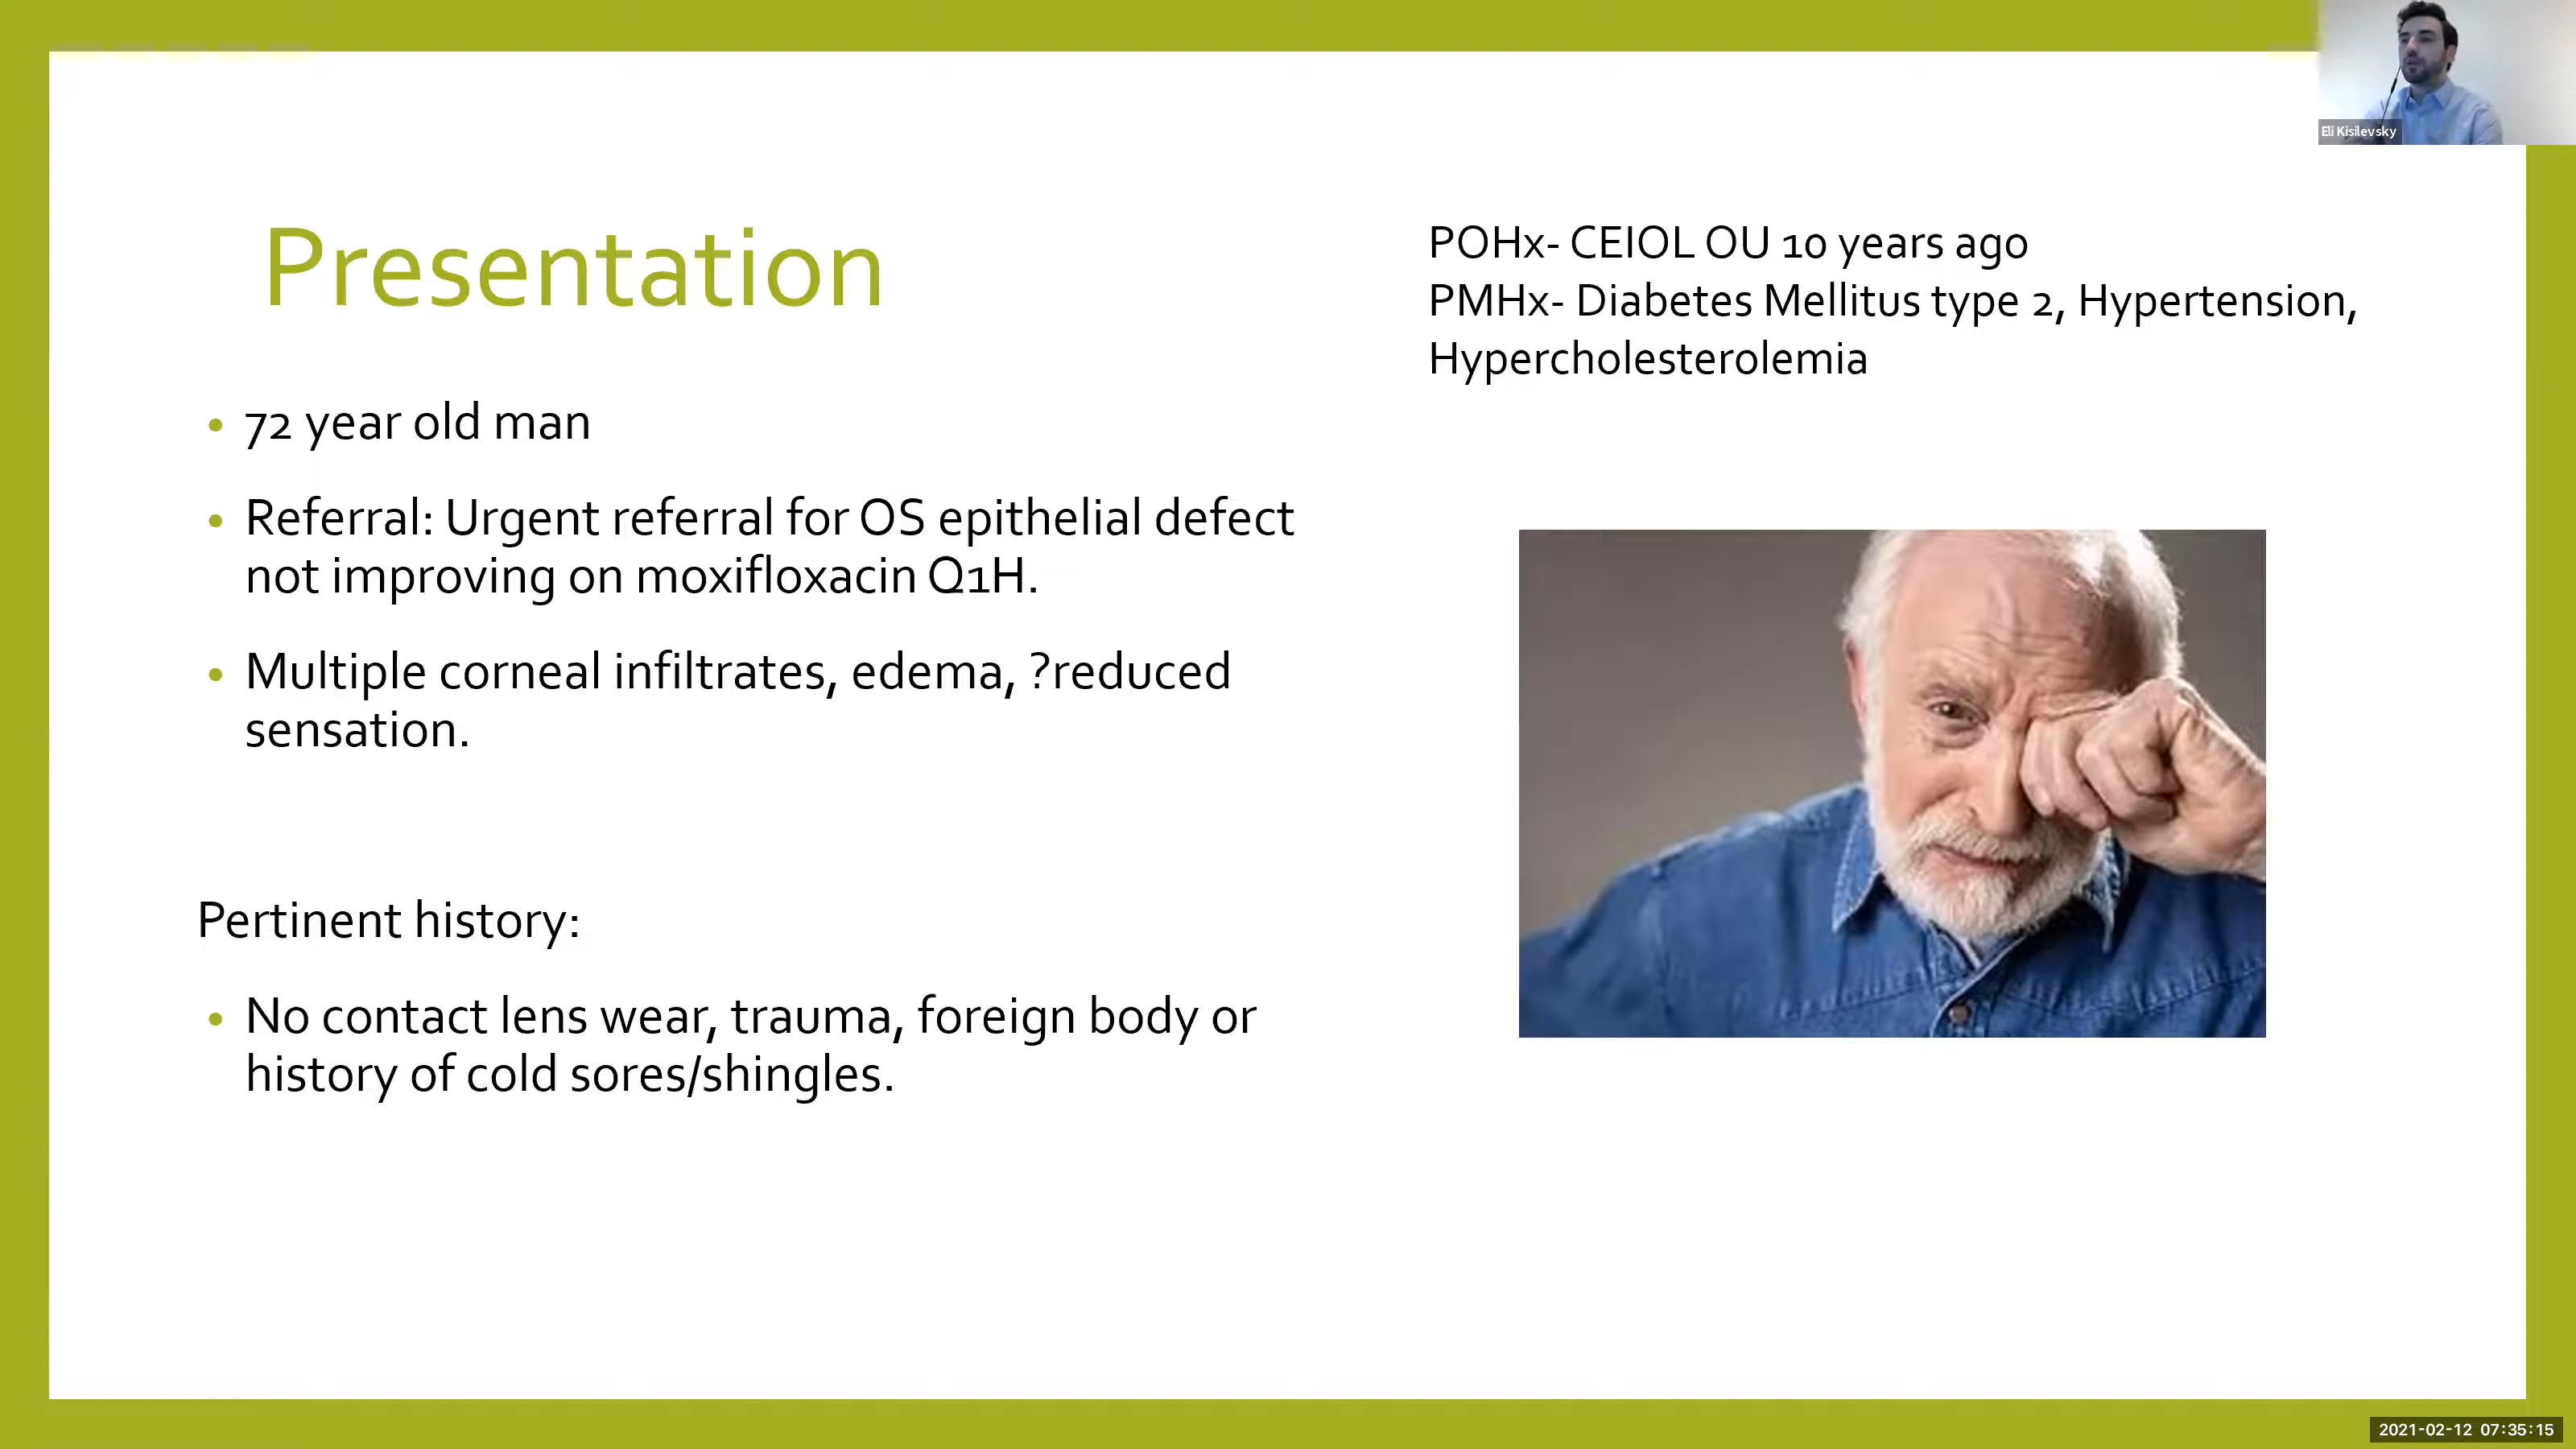 Presentation
• 72 year old man
• Referral: Urgent referral for OS epithelial defect
not improving on moxifloxacin Q1H.
• Multiple corneal infiltrates, edema, ?reduced
sensation.
Pertinent history:
• No contact lens wear, trauma, foreign body or
history of cold sores/shingles.
POHx- CEIOL OU 10 years ago
PMHx- Diabetes Mellitus type 2, Hypertension,
Hypercholesterolemia
Eli Kisilevsky
2021-02-12 07:35:15